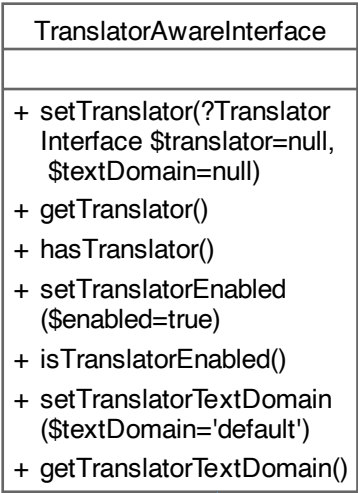 TranslatorAwareInterface
+ setTranslator(?Translator
Interface $translator=null,
$textDomain=null)
+ getTranslator()
+ hasTranslator()
+ setTranslatorEnabled
($enabled=true)
+ isTranslatorEnabled()
+ setTranslatorTextDomain
($textDomain='default')
+ getTranslatorTextDomain()